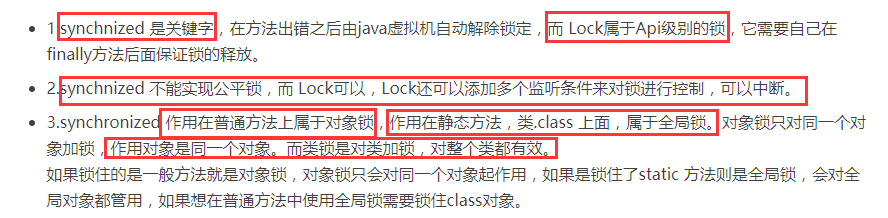 1.synchnized 是关键字，在方法出错之后由java虚拟机自动解除锁定，而 Lock属于Api级别的锁，它需要自己在
finally方法后面保证锁的释放。
2.synchnized 不能实现公平锁，而 Lock可以，Lock还可以添加多个监听条件来对锁进行控制，可以中断。
3.synchronized 作用在普通方法上属于对象锁，作用在静态方法，类.class 上面，属于全局锁。对象锁只对同一个对
象加锁，作用对象是同一个对象。而类锁是对类加锁，对整个类都有效。
如果锁住的是一般方法就是对象锁，对象锁只会对同一个对象起作用，如果是锁住了static 方法则是全局锁，会对全
局对象都管用，如果想在普通方法中使用全局锁需要锁住class对象。